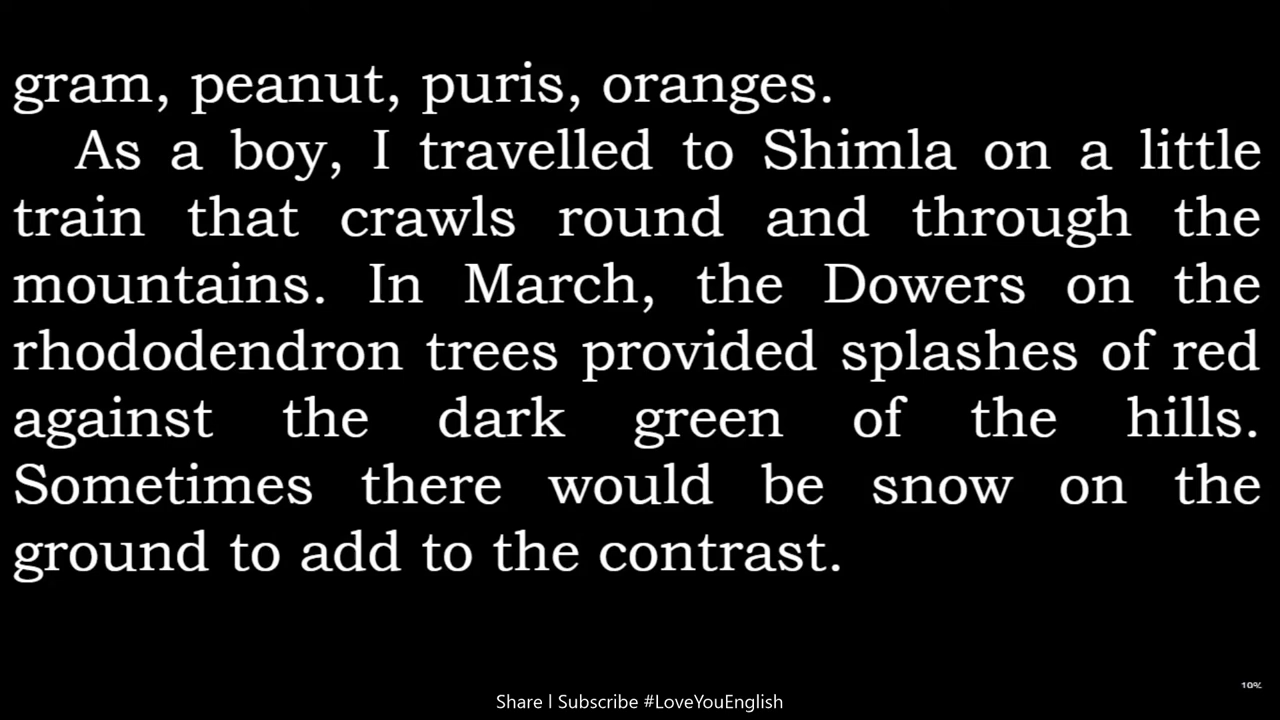 gram, peanut, puris, oranges.
As a boy, I travelled to Shimla on a little
train that crawls round and through the
mountains. In March, the Dowers on the
rhododendron trees provided splashes of red
against the dark green of the hills.
Sometimes there would be snow on the
ground to add to the contrast.
10%
Share | Subscribe #LoveYouEnglish